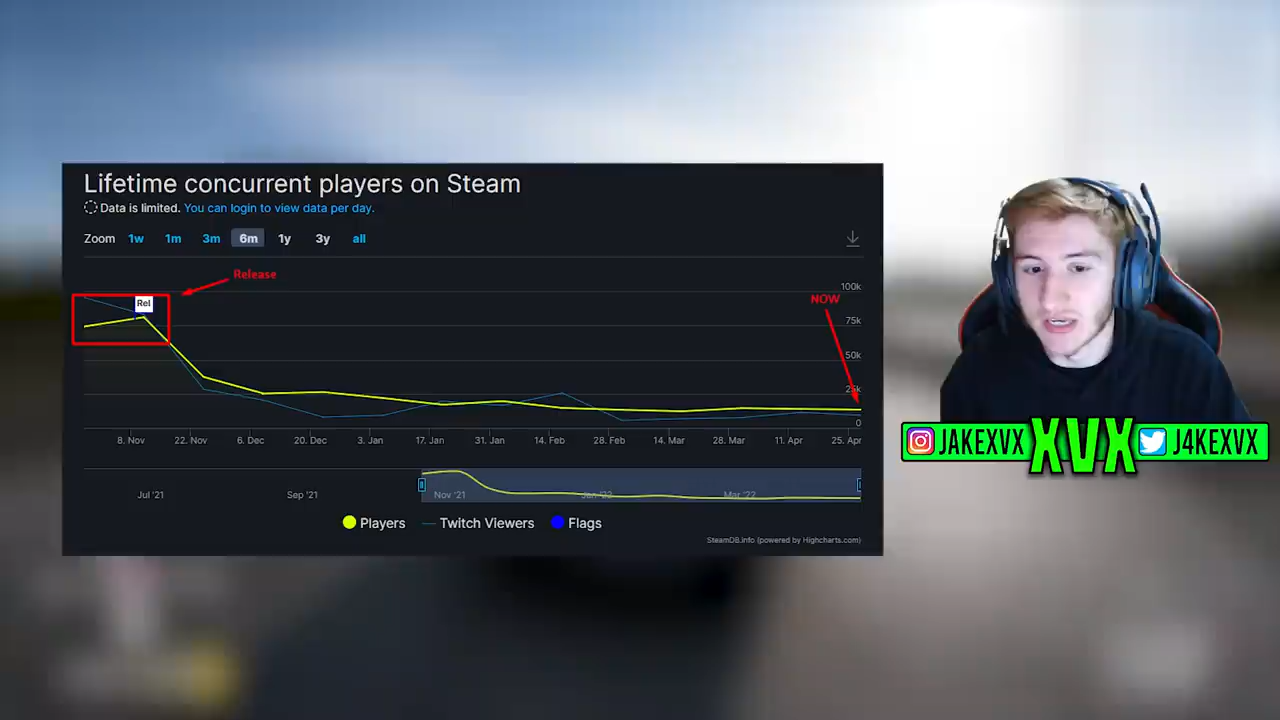 Lifetime concurrent players on Steam
Data is limited. You can login to view data per day.
Zoom 1w 1m 3m 6m 1y 3y all
Release
Rel
NOW
100k
75k
50k
25k
0
8. Nov 22. Nov 6. Dec 20. Dec 3. Jan 17. Jan 31. Jan 14. Feb 28. Feb 14. Mar 28. Mar 11. Apr 25. Apr
Jul '21 Sep '21 Nov '21 Jan '22 Mar '22
Players Twitch Viewers Flags
SteamDB.info (powered by Highcharts.com)
JAKEXVX XVX J4KEXVX